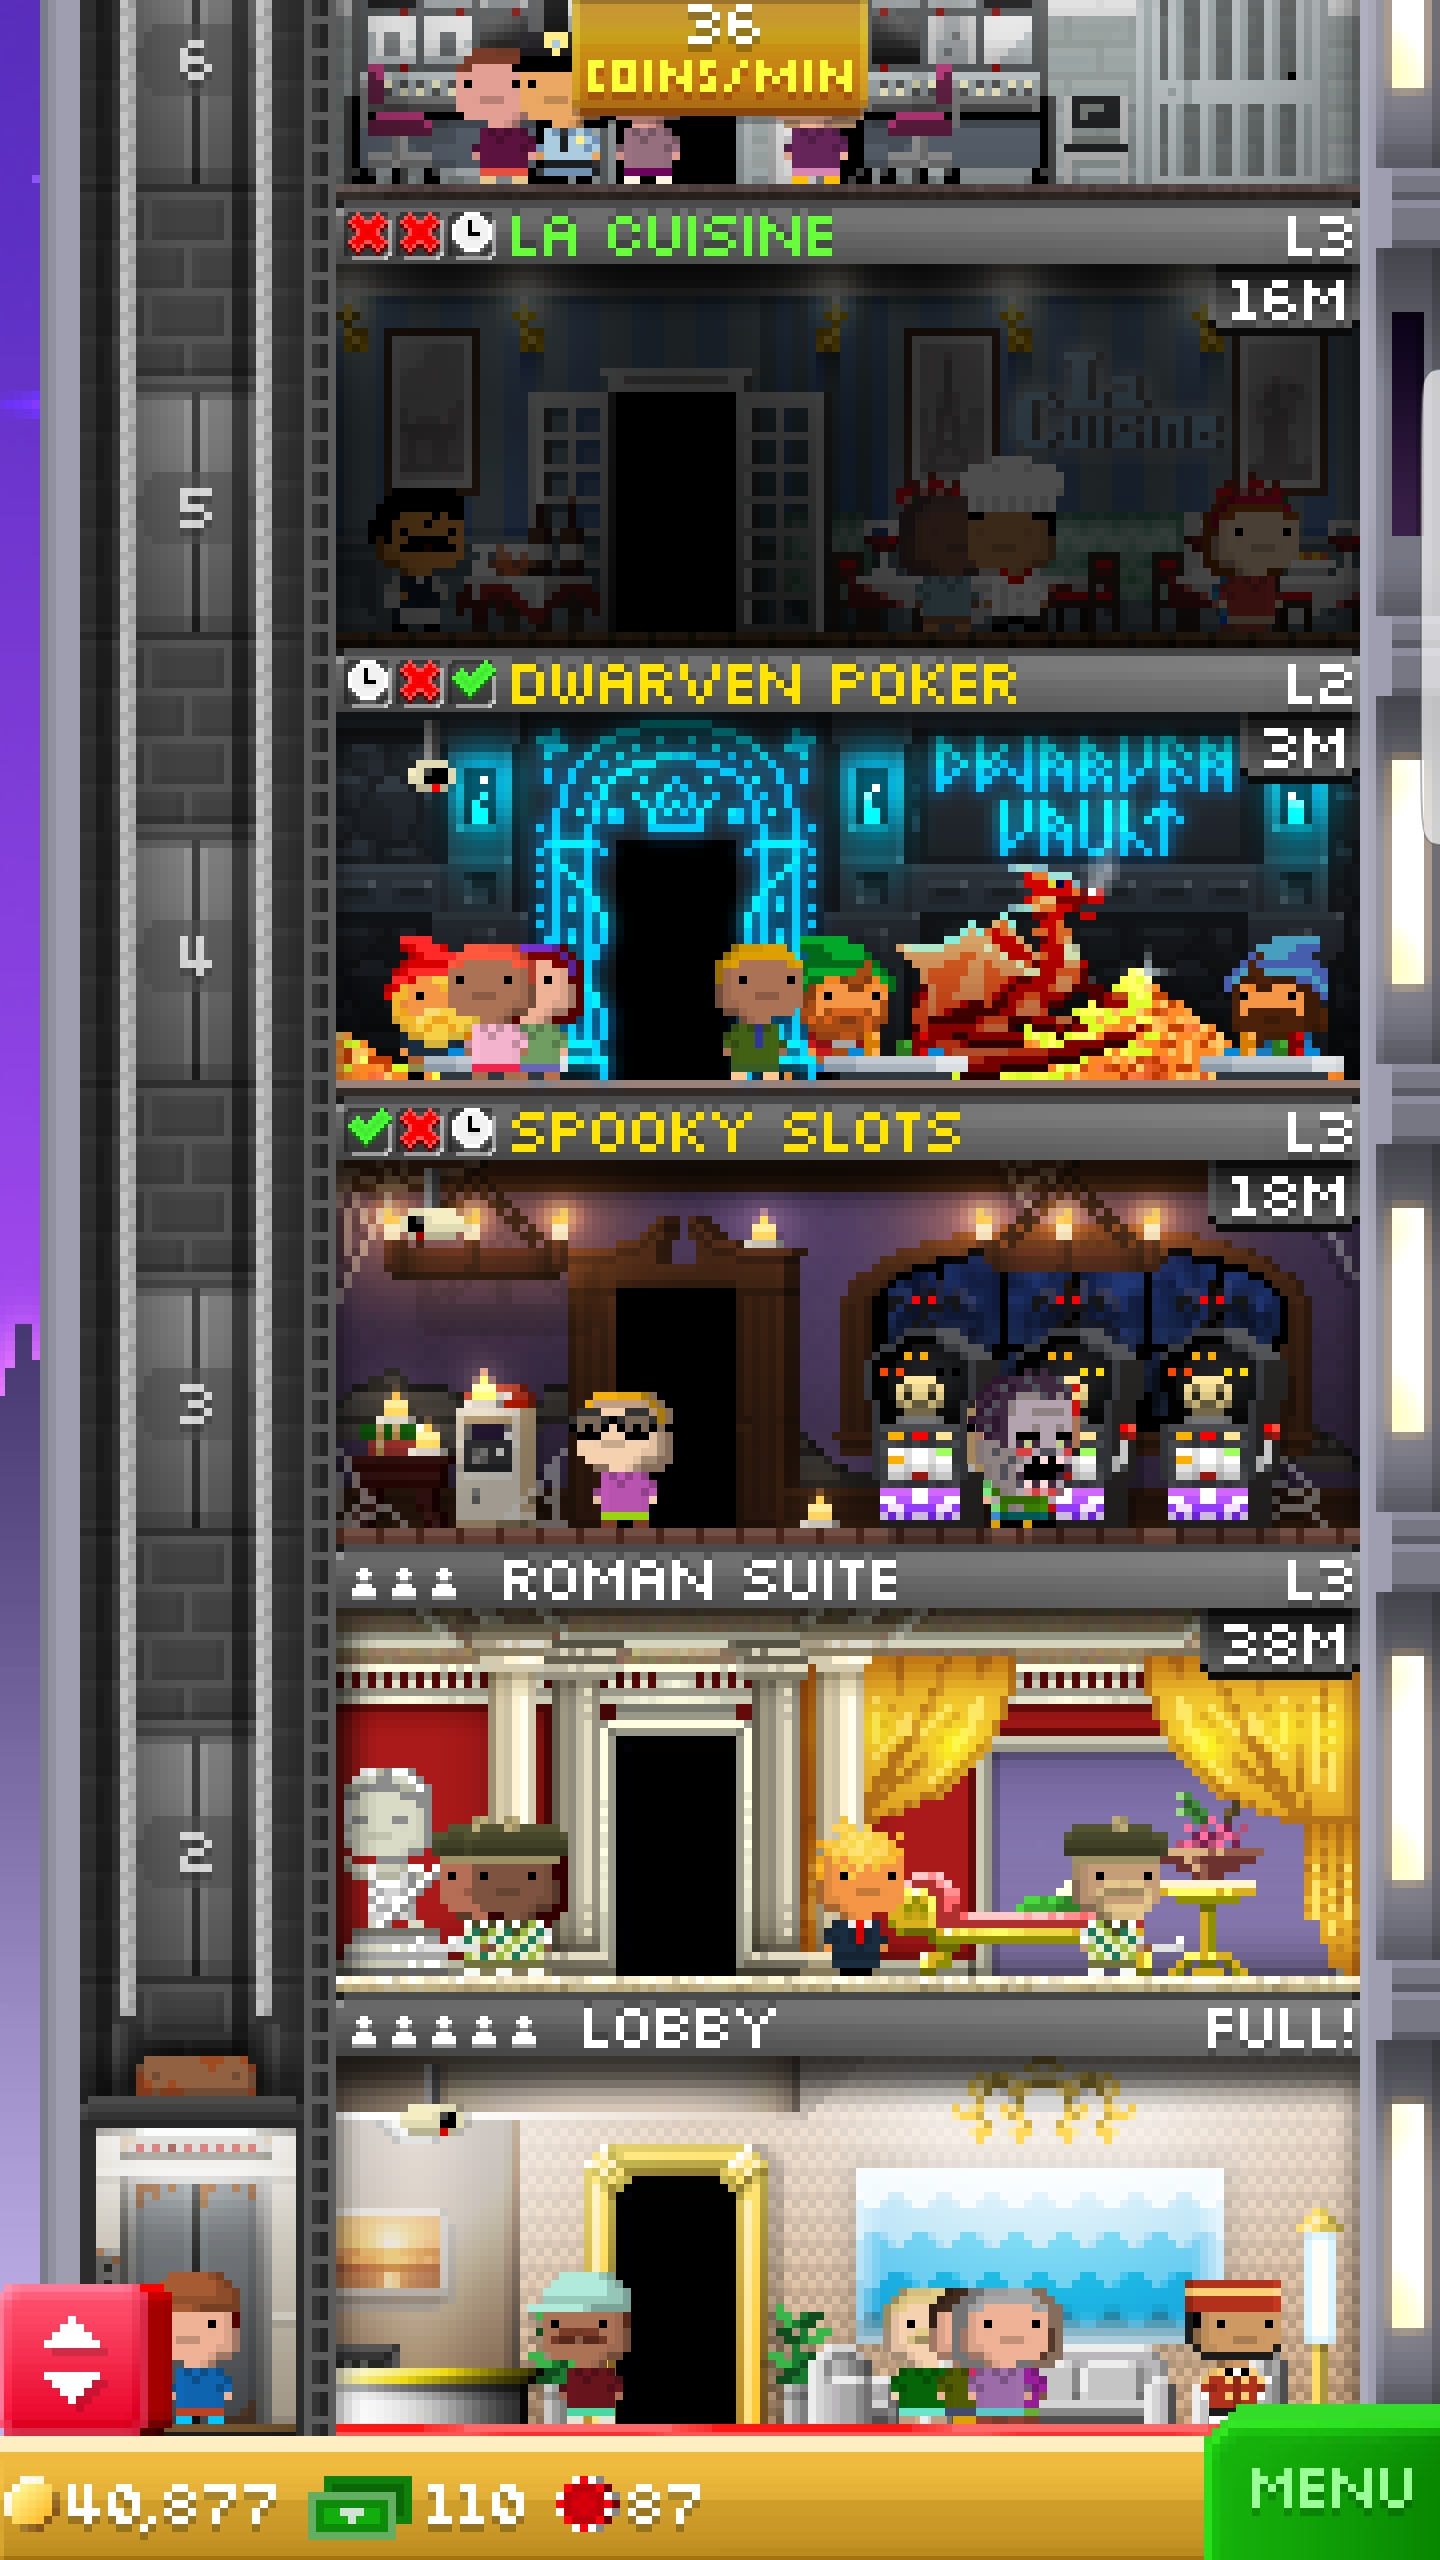 6
36
COINS/MIN
LA CUISINE L3
16M
La
Cuisine
5
DWARVEN POKER L2
3M
DWARVEN
VAULT
4
SPOOKY SLOTS L3
18M
3
ROMAN SUITE L3
38M
2
LOBBY FULL!
40,877 110 87
MENU